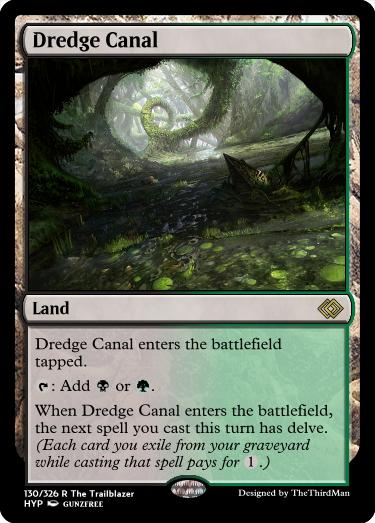 Dredge Canal
Land
Dredge Canal enters the battlefield
tapped.
: Add or .
When Dredge Canal enters the battlefield,
the next spell you cast this turn has delve.
(Each card you exile from your graveyard
while casting that spell pays for 1.)
130/326 R The Trailblazer
HYP GUNZFREE
Designed by TheThirdMan